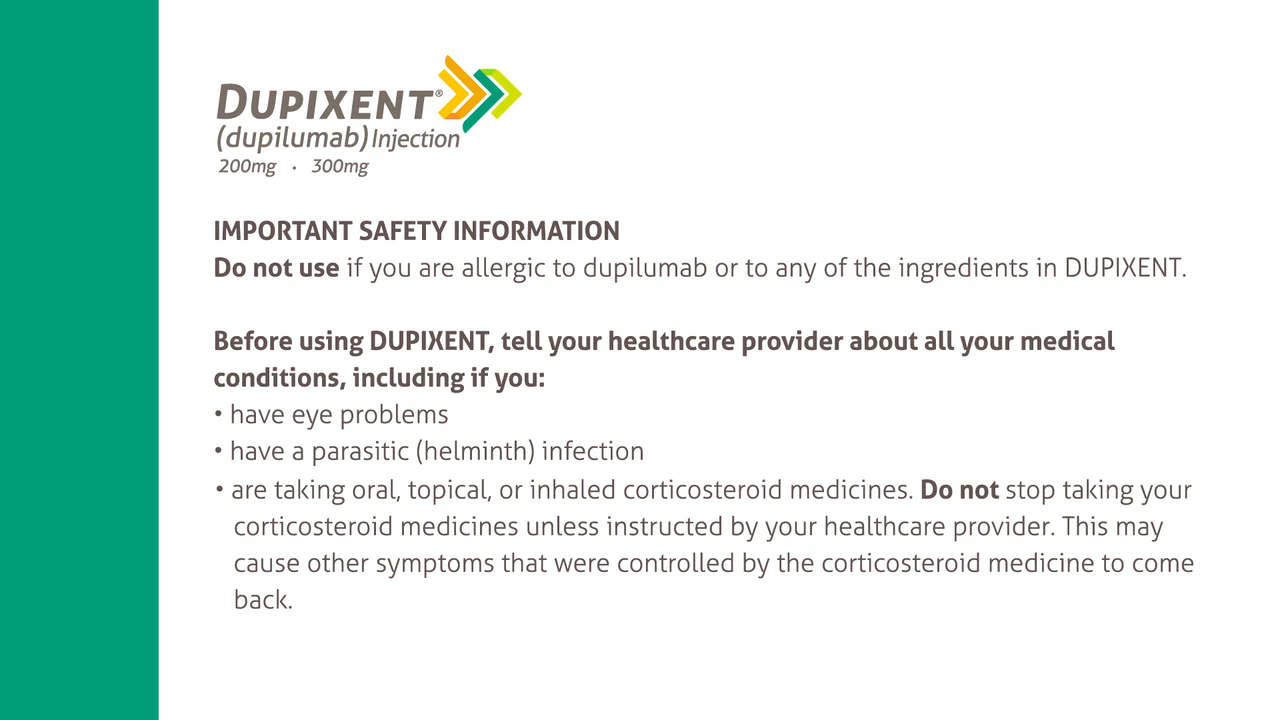 DUPIXENT®
(dupilumab) Injection
200mg · 300mg
IMPORTANT SAFETY INFORMATION
Do not use if you are allergic to dupilumab or to any of the ingredients in DUPIXENT.
Before using DUPIXENT, tell your healthcare provider about all your medical
conditions, including if you:
• have eye problems
• have a parasitic (helminth) infection
• are taking oral, topical, or inhaled corticosteroid medicines. Do not stop taking your
corticosteroid medicines unless instructed by your healthcare provider. This may
cause other symptoms that were controlled by the corticosteroid medicine to come
back.